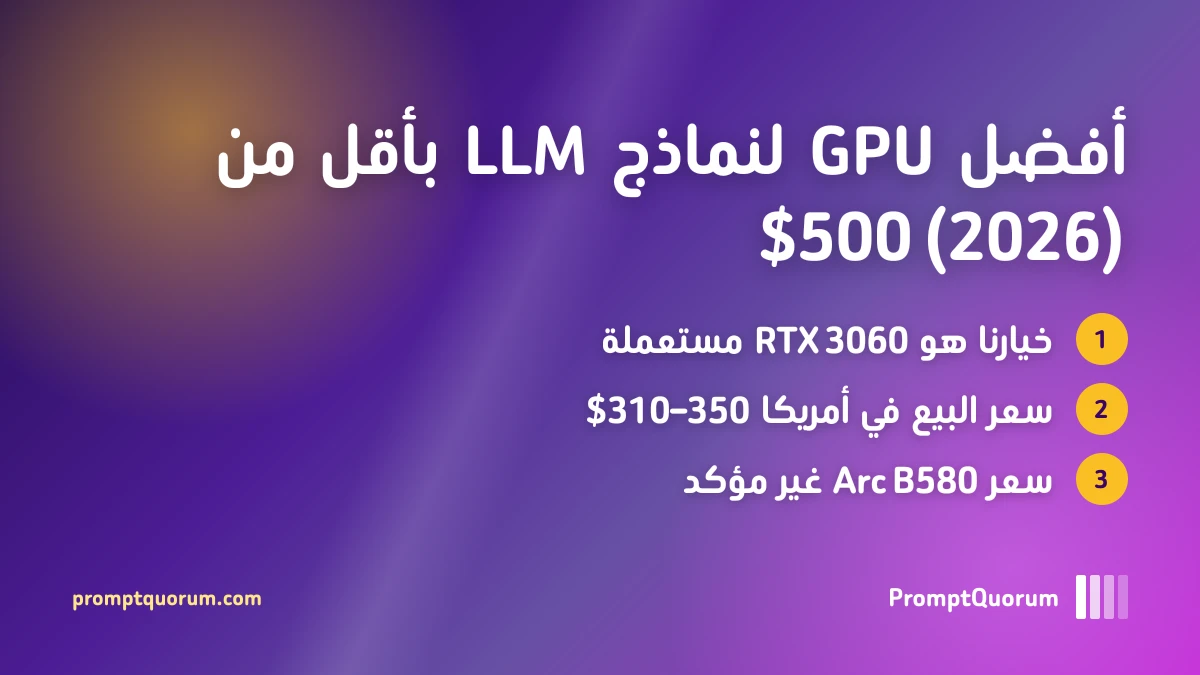 أفضل GPU لنماذج LLM بأقل من
$500 (2026)
1 خيارنا هو RTX 3060 مستعملة
2 سعر البيع في أمريكا 350–310$
3 سعر Arc B580 غير مؤكد
PromptQuorum
promptquorum.com